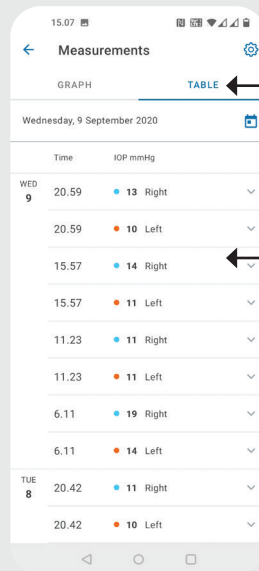 15.07
Measurements
GRAPH TABLE
Wednesday, 9 September 2020
Time IOP mmHg
WED
9
20.59 13 Right
20.59 10 Left
15.57 14 Right
15.57 11 Left
11.23 11 Right
11.23 11 Left
6.11 19 Right
6.11 14 Left
TUE
8
20.42 11 Right
20.42 10 Left